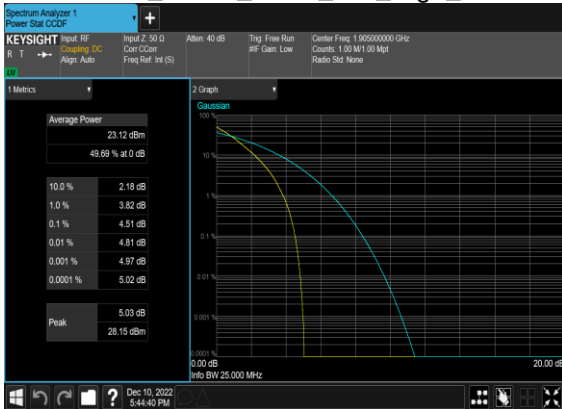 Spectrum Analyzer 1
Power Stat CCDF
+
KEYSIGHT
R T
LW
Input: RF
Coupling: DC
Align: Auto
Input Z: 50 Ω
Corr CCorr
Freq Ref: Int (S)
Atten: 40 dB
Trig: Free Run
#IF Gain: Low
Center Freq: 1.905000000 GHz
Counts: 1.00 M/1.00 Mpt
Radio Std: None
1 Metrics
Average Power
23.12 dBm
49.69 % at 0 dB
10.0 % 2.18 dB
1.0 % 3.82 dB
0.1 % 4.51 dB
0.01 % 4.81 dB
0.001 % 4.97 dB
0.0001 % 5.02 dB
Peak
5.03 dB
28.15 dBm
2 Graph
Gaussian
100 %
10 %
1 %
0.1 %
0.01 %
0.001 %
0.0001 %
0.00 dB
20.00 dB
Info BW 25.000 MHz
?
Dec 10, 2022
5:44:40 PM